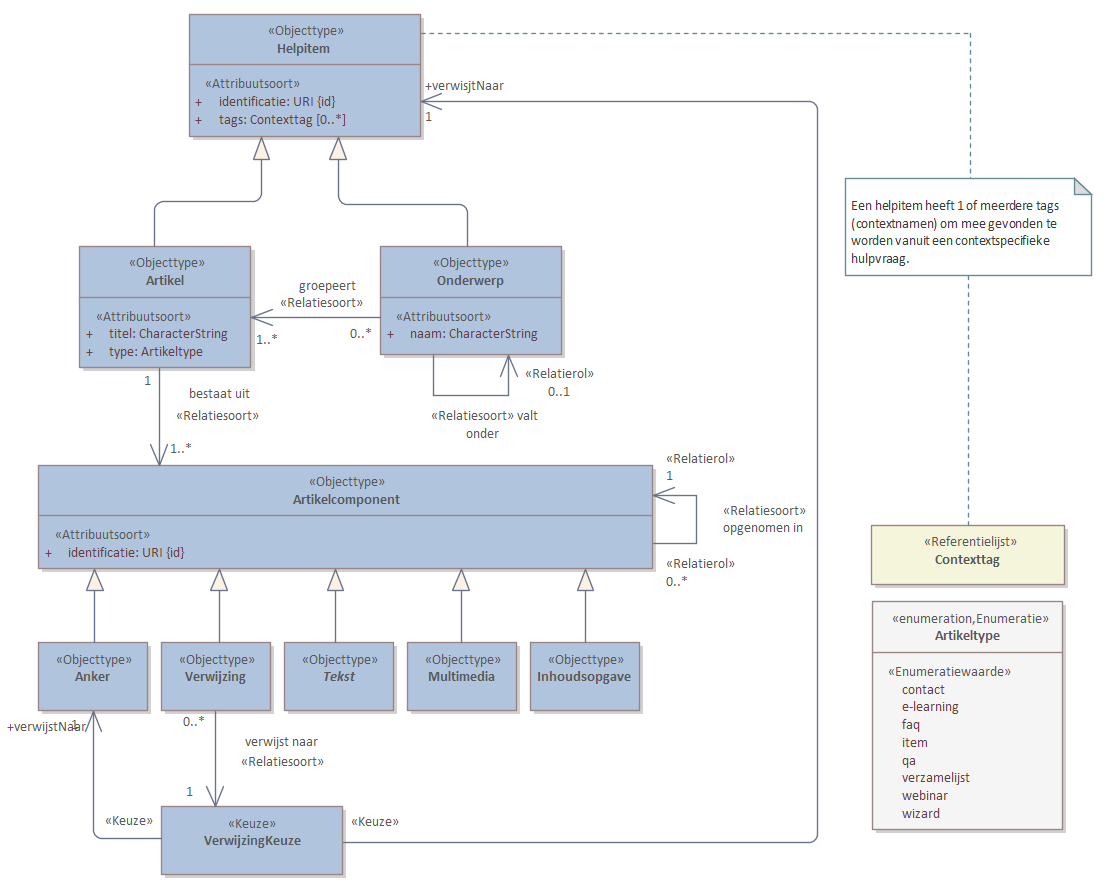 «Objecttype»
Helpitem
«Attribuutsoort»
+ identificatie: URI {id}
+ tags: Contexttag [0..*]
+verwisjtNaar
1
Een helpitem heeft 1 of meerdere tags
(contextnamen) om mee gevonden te
worden vanuit een contextspecifieke
hulpvraag.
«Objecttype»
Artikel
«Attribuutsoort»
+ titel: CharacterString
+ type: Artikeltype
groepeert
«Relatiesoort»
1..*
0..*
«Objecttype»
Onderwerp
«Attribuutsoort»
+ naam: CharacterString
«Relatierol»
0..1
«Relatiesoort» valt
onder
1
bestaat uit
«Relatiesoort»
1..*
«Objecttype»
Artikelcomponent
«Attribuutsoort»
+ identificatie: URI {id}
«Relatierol»
1
«Relatiesoort»
opgenomen in
«Relatierol»
0..*
«Referentielijst»
Contexttag
«enumeration,Enumeratie»
Artikeltype
«Enumeratiewaarde»
contact
e-learning
faq
item
qa
verzamelijst
webinar
wizard
«Objecttype»
Anker
«Objecttype»
Verwijzing
«Objecttype»
Tekst
«Objecttype»
Multimedia
«Objecttype»
Inhoudsopgave
+verwijstNaar
1
0..*
verwijst naar
«Relatiesoort»
1
«Keuze»
«Keuze»
VerwijzingKeuze
«Keuze»